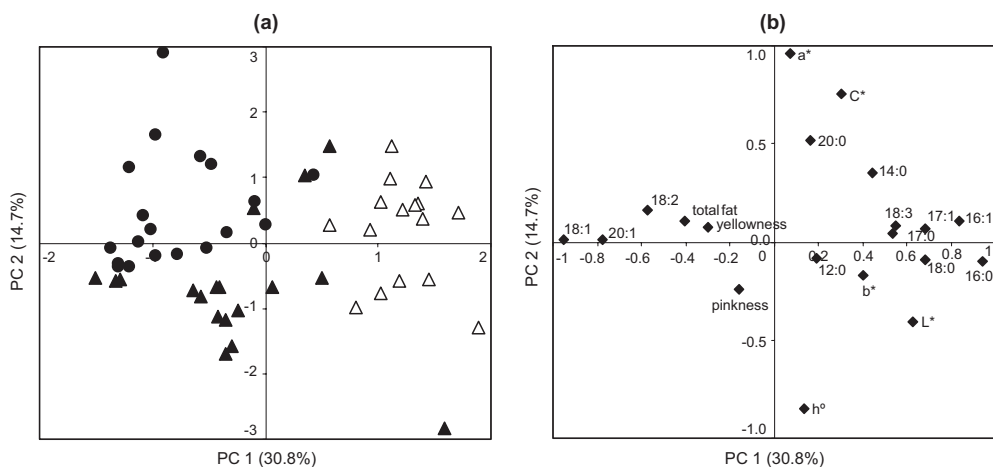 (a)
3
2
1
0
-1
-2
-3
-2
-1
0
1
2
PC 2 (14.7%)
PC 1 (30.8%)
(b)
1.0
a*
C*
0.5
20:0
14:0
18:2
total fat
yellowness
18:3
17:1
16:1
18:1
20:1
17:0
0.0
-1
-0.8
-0.6
-0.4
-0.2
0
0.2
0.4
0.6
0.8
1
12:0
18:0
16:0
b*
pinkness
L*
-0.5
hº
-1.0
PC 2 (14.7%)
PC 1 (30.8%)